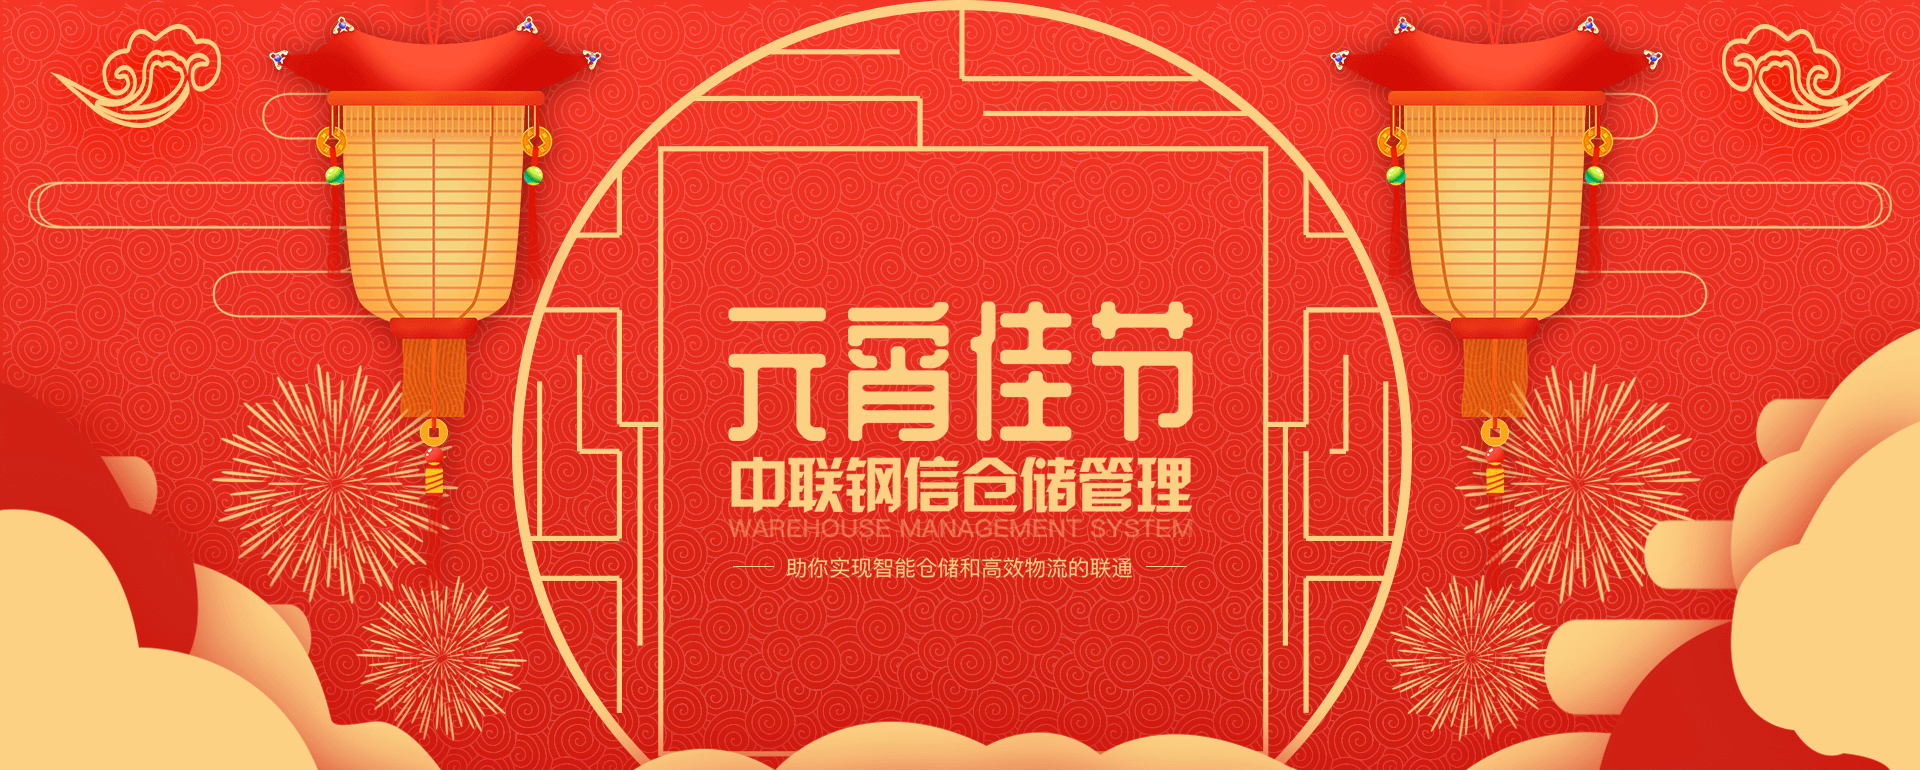 元宵佳节
中联钢信仓储管理
WAREHOUSE MANAGEMENT SYSTEM
助你实现智能仓储和高效物流的联通